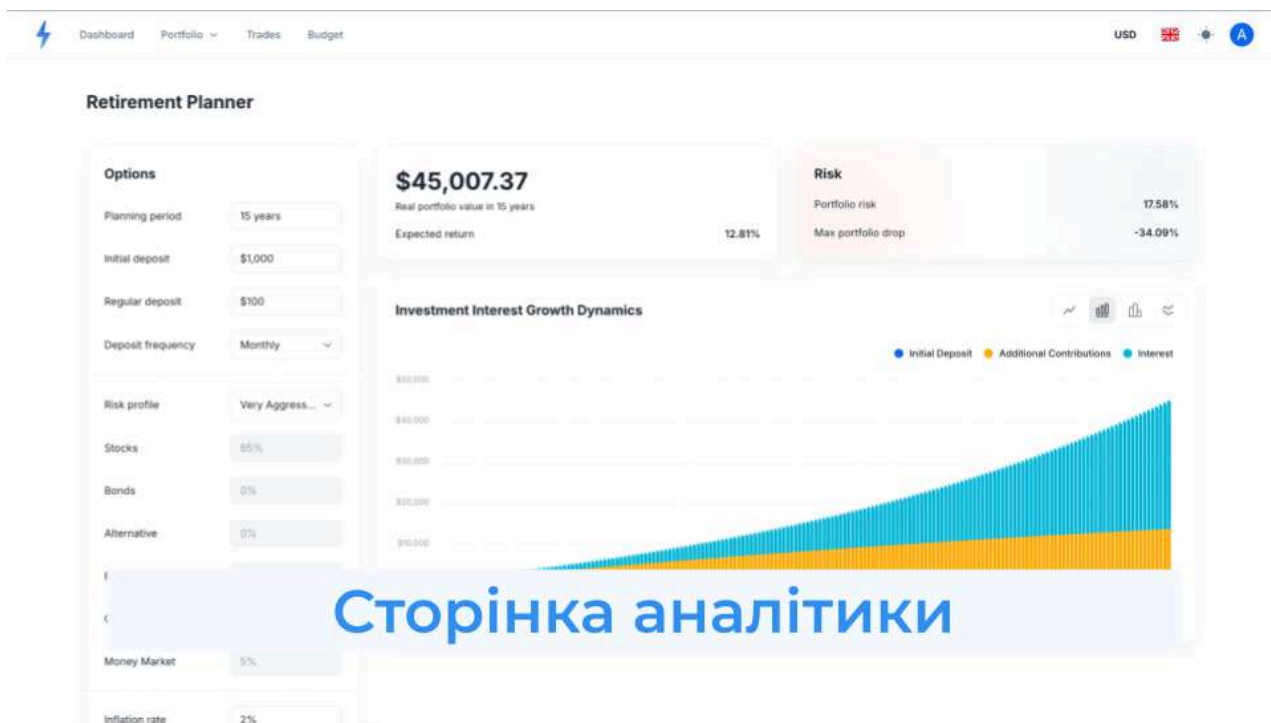 Dashboard Portfolio Trades Budget USD A
Retirement Planner
Options
Planning period 15 years
Initial deposit $1,000
Regular deposit $100
Deposit frequency Monthly
Risk profile Very Aggress...
Stocks 85%
Bonds 0%
Alternative 0%
Money Market 5%
Inflation rate 2%
$45,007.37
Real portfolio value in 15 years
Expected return 12.81%
Risk
Portfolio risk 17.58%
Max portfolio drop -34.09%
Investment Interest Growth Dynamics
Initial Deposit Additional Contributions Interest
$50,000
$40,000
$30,000
$20,000
$10,000
Сторінка аналітики